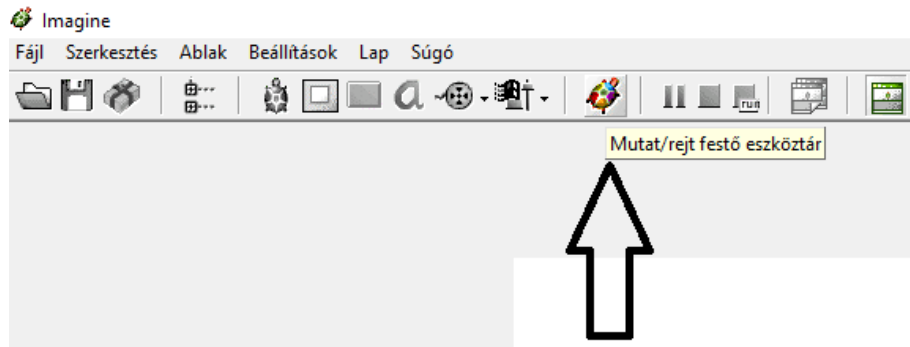 Imagine
Fájl Szerkesztés Ablak Beállítások Lap Súgó
a
run
Mutat/rejt festő eszköztár